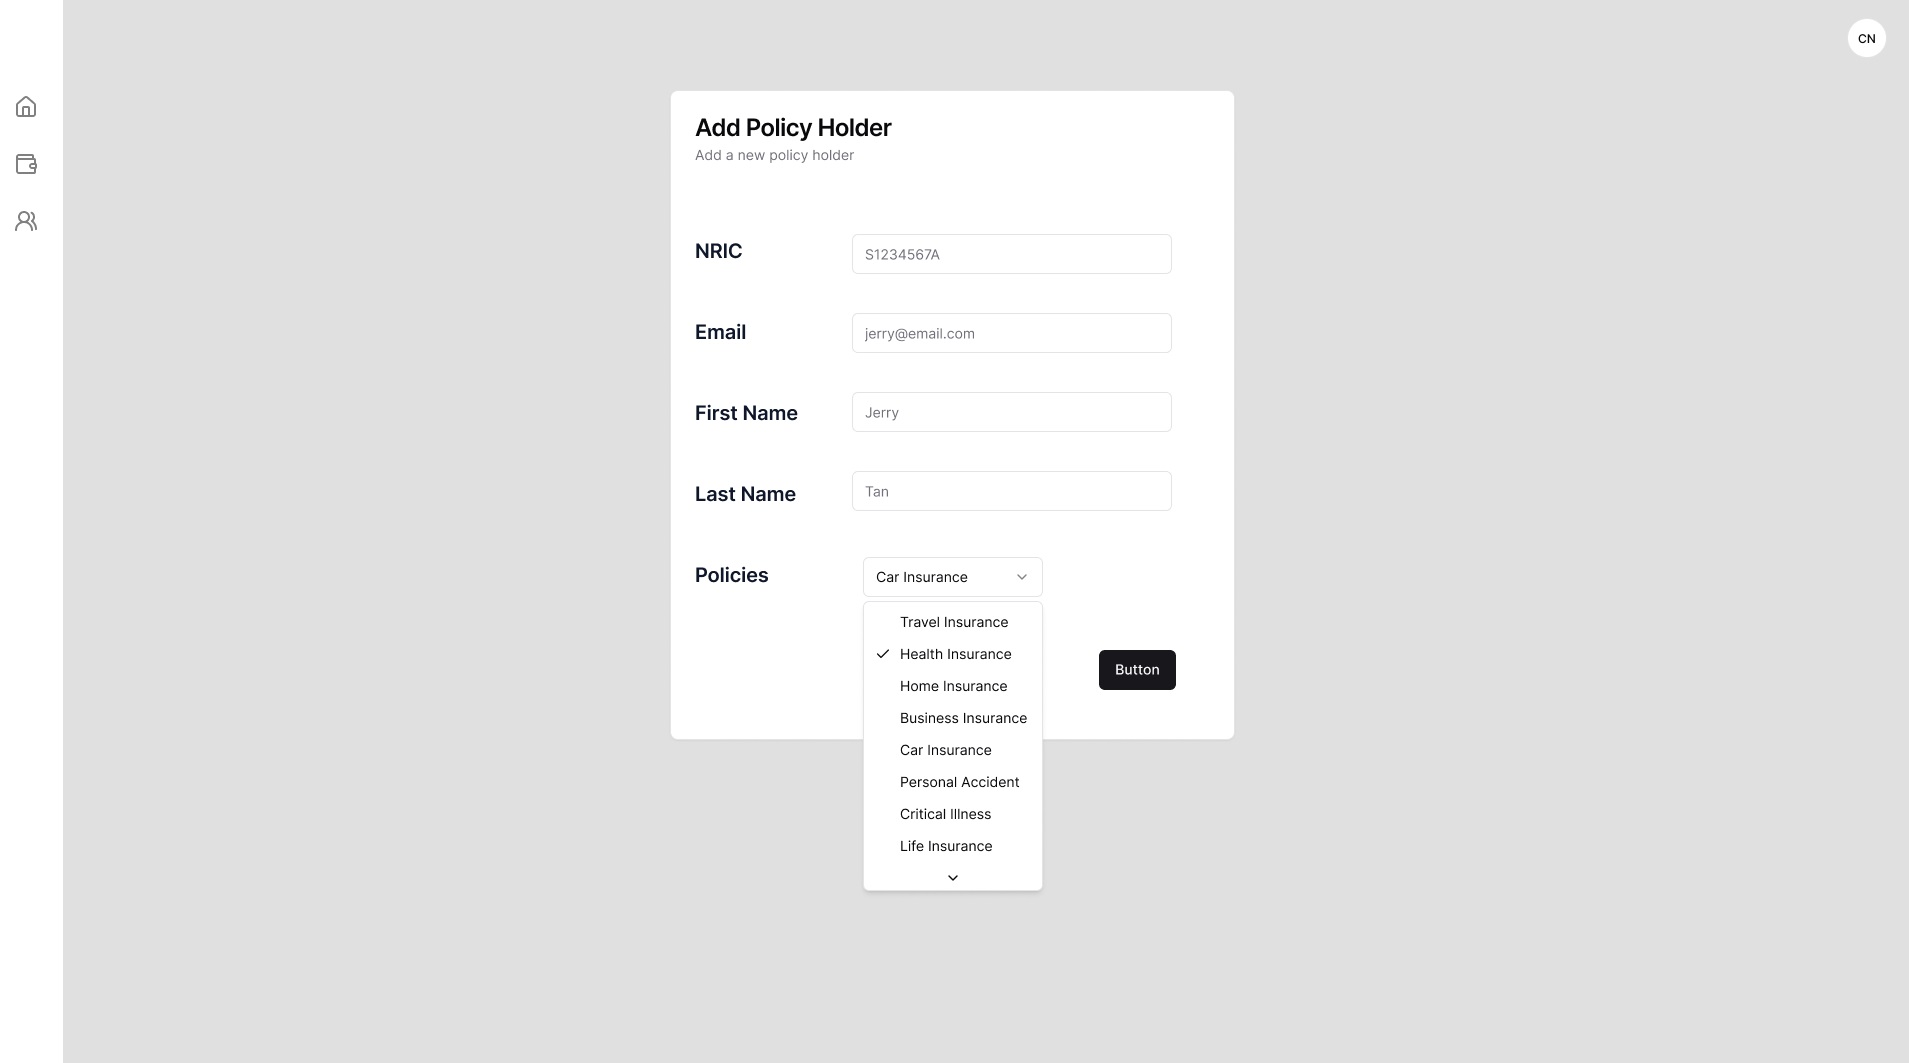 CN
Add Policy Holder
Add a new policy holder
NRIC
S1234567A
Email
jerry@email.com
First Name
Jerry
Last Name
Tan
Policies
Car Insurance
Travel Insurance
Health Insurance
Home Insurance
Business Insurance
Car Insurance
Personal Accident
Critical Illness
Life Insurance
Button